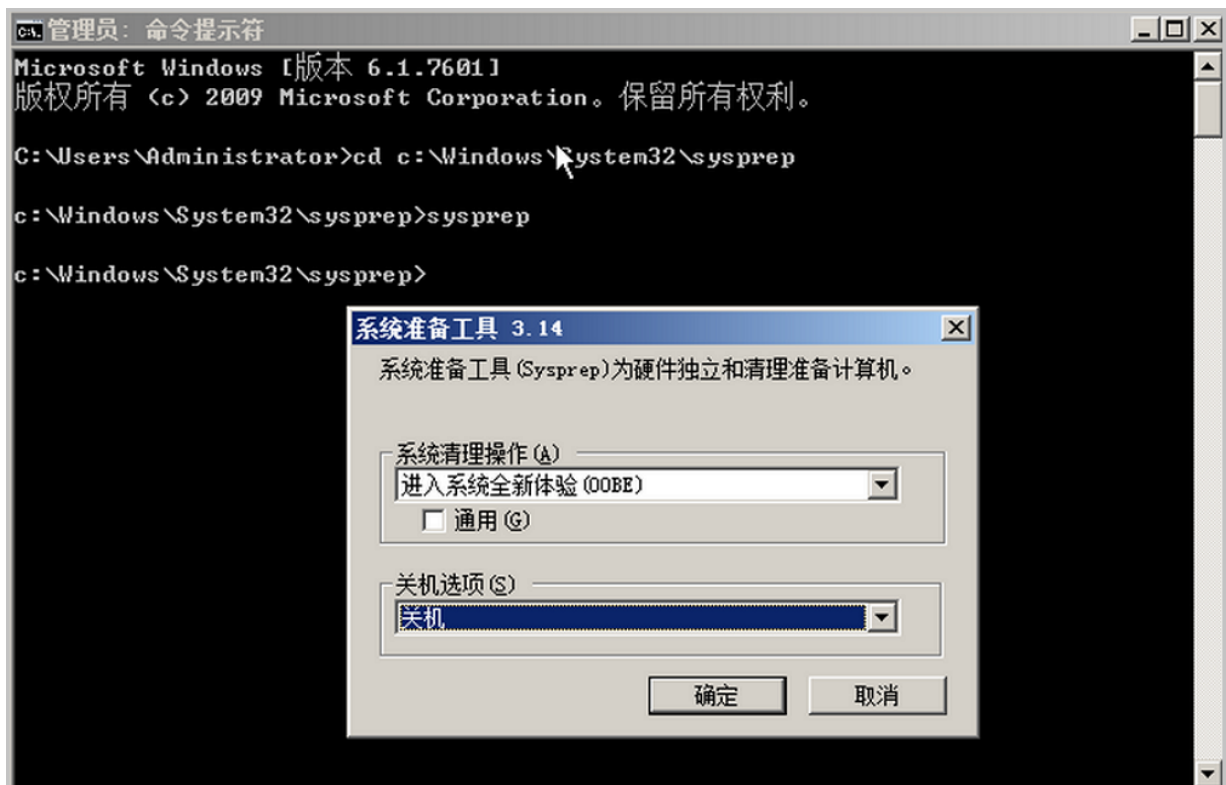 管理员: 命令提示符
Microsoft Windows [版本 6.1.7601]
版权所有 (c) 2009 Microsoft Corporation。保留所有权利。
C:\Users\Administrator>cd c:\Windows\System32\sysprep
c:\Windows\System32\sysprep>sysprep
c:\Windows\System32\sysprep>
系统准备工具 3.14
系统准备工具(Sysprep)为硬件独立和清理准备计算机。
系统清理操作(A)
进入系统全新体验(OOBE)
通用(G)
关机选项(S)
关机
确定 取消